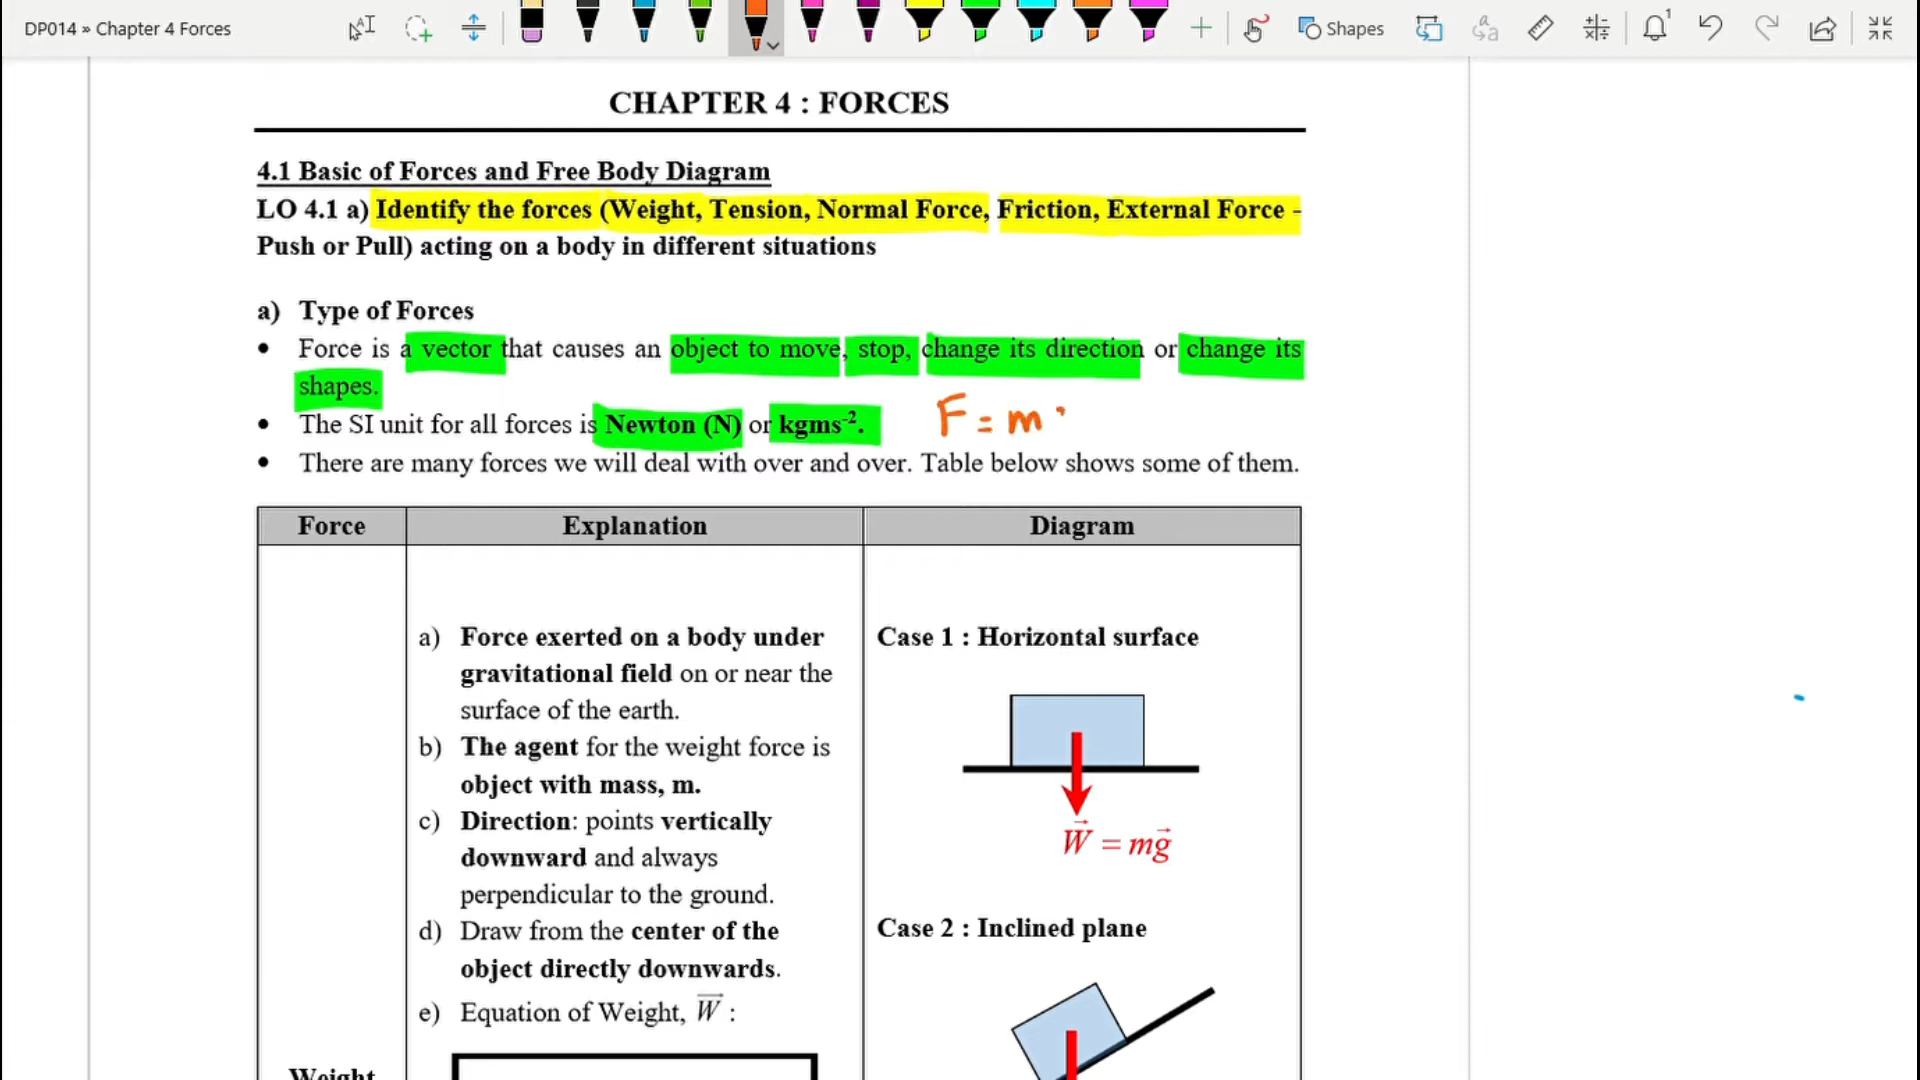 DP014 » Chapter 4 Forces
Shapes
1
CHAPTER 4 : FORCES
4.1 Basic of Forces and Free Body Diagram
LO 4.1 a) Identify the forces (Weight, Tension, Normal Force, Friction, External Force -
Push or Pull) acting on a body in different situations
a) Type of Forces
• Force is a vector that causes an object to move, stop, change its direction or change its
shapes.
• The SI unit for all forces is Newton (N) or kgms⁻². F = m
• There are many forces we will deal with over and over. Table below shows some of them.
Force Explanation Diagram
Weight
a) Force exerted on a body under
gravitational field on or near the
surface of the earth.
b) The agent for the weight force is
object with mass, m.
c) Direction: points vertically
downward and always
perpendicular to the ground.
d) Draw from the center of the
object directly downwards.
e) Equation of Weight, W⃗ :
Case 1 : Horizontal surface
W⃗ = mg⃗
Case 2 : Inclined plane